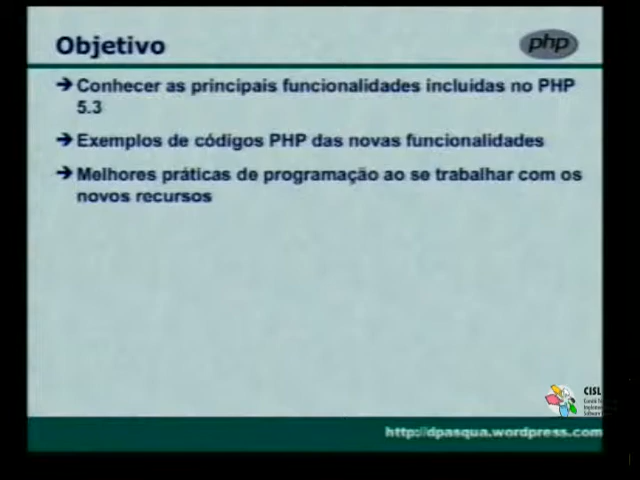 Objetivo
php
Conhecer as principais funcionalidades incluidas no PHP
5.3
Exemplos de códigos PHP das novas funcionalidades
Melhores práticas de programação ao se trabalhar com os
novos recursos
CISL
http://dpasqua.wordpress.com